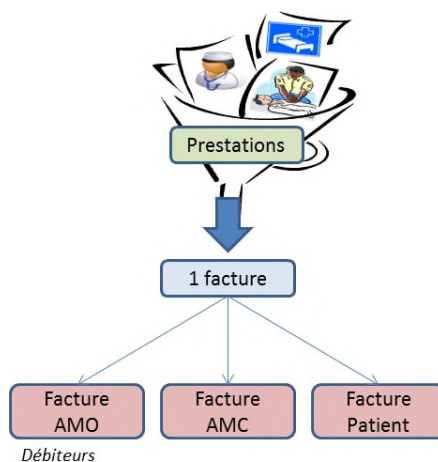 Prestations
1 facture
Facture
AMO
Facture
AMC
Facture
Patient
Débiteurs